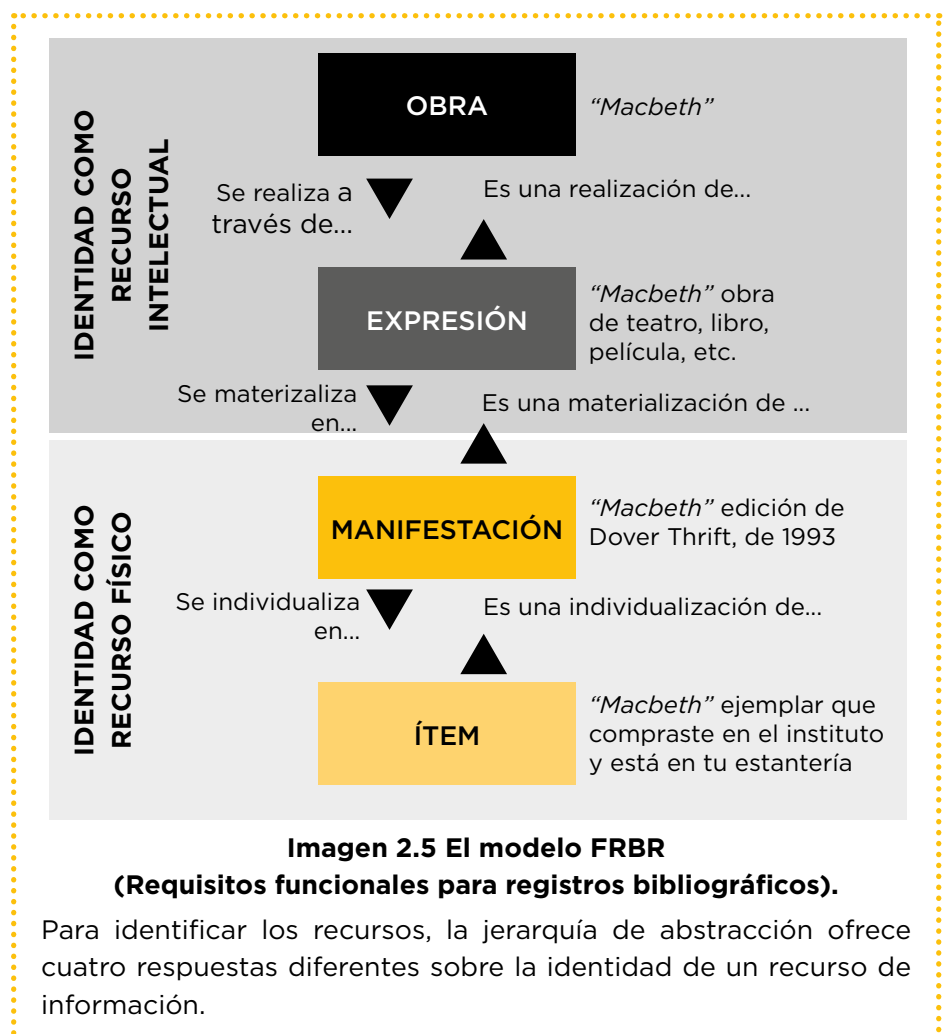 IDENTIDAD COMO
RECURSO
INTELECTUAL
OBRA
“Macbeth”
Se realiza a
través de...
Es una realización de...
EXPRESIÓN
“Macbeth” obra
de teatro, libro,
película, etc.
Se materizaliza
en...
Es una materialización de ...
IDENTIDAD COMO
RECURSO FÍSICO
MANIFESTACIÓN
“Macbeth” edición de
Dover Thrift, de 1993
Se individualiza
en...
Es una individualización de...
ÍTEM
“Macbeth” ejemplar que
compraste en el instituto
y está en tu estantería
Imagen 2.5 El modelo FRBR
(Requisitos funcionales para registros bibliográficos).
Para identificar los recursos, la jerarquía de abstracción ofrece
cuatro respuestas diferentes sobre la identidad de un recurso de
información.